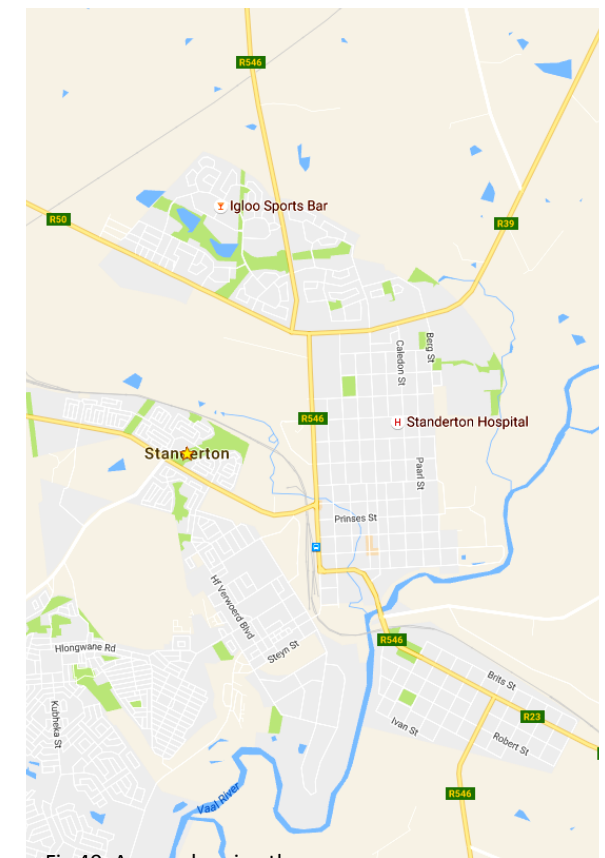 R546
Igloo Sports Bar
R50
R39
Caledon St
Berg St
R546
H Standerton Hospital
Standerton
Paarl St
Prinses St
Hf Verwoerd Blvd
Steyn St
Hlongwane Rd
R546
Kubheka St
Brits St
R23
Ivan St
Robert St
Vaal River
R546